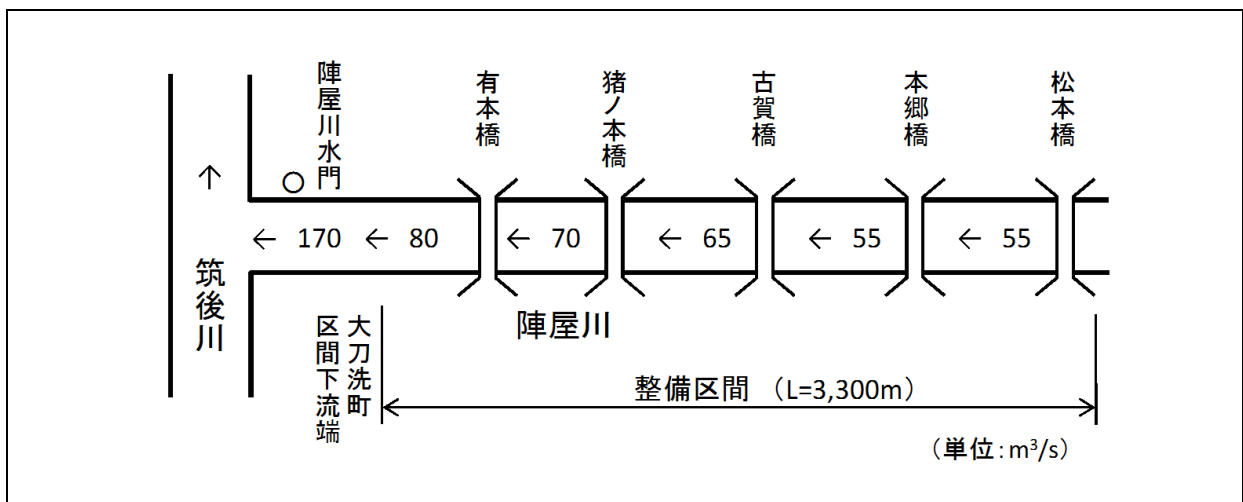 陣屋川水門
有本橋
猪ノ本橋
古賀橋
本郷橋
松本橋
↑
○
← 170 ← 80 ← 70 ← 65 ← 55 ← 55
筑後川
陣屋川
大刀洗町
区間下流端
整備区間 (L=3,300m)
(単位:m³/s)